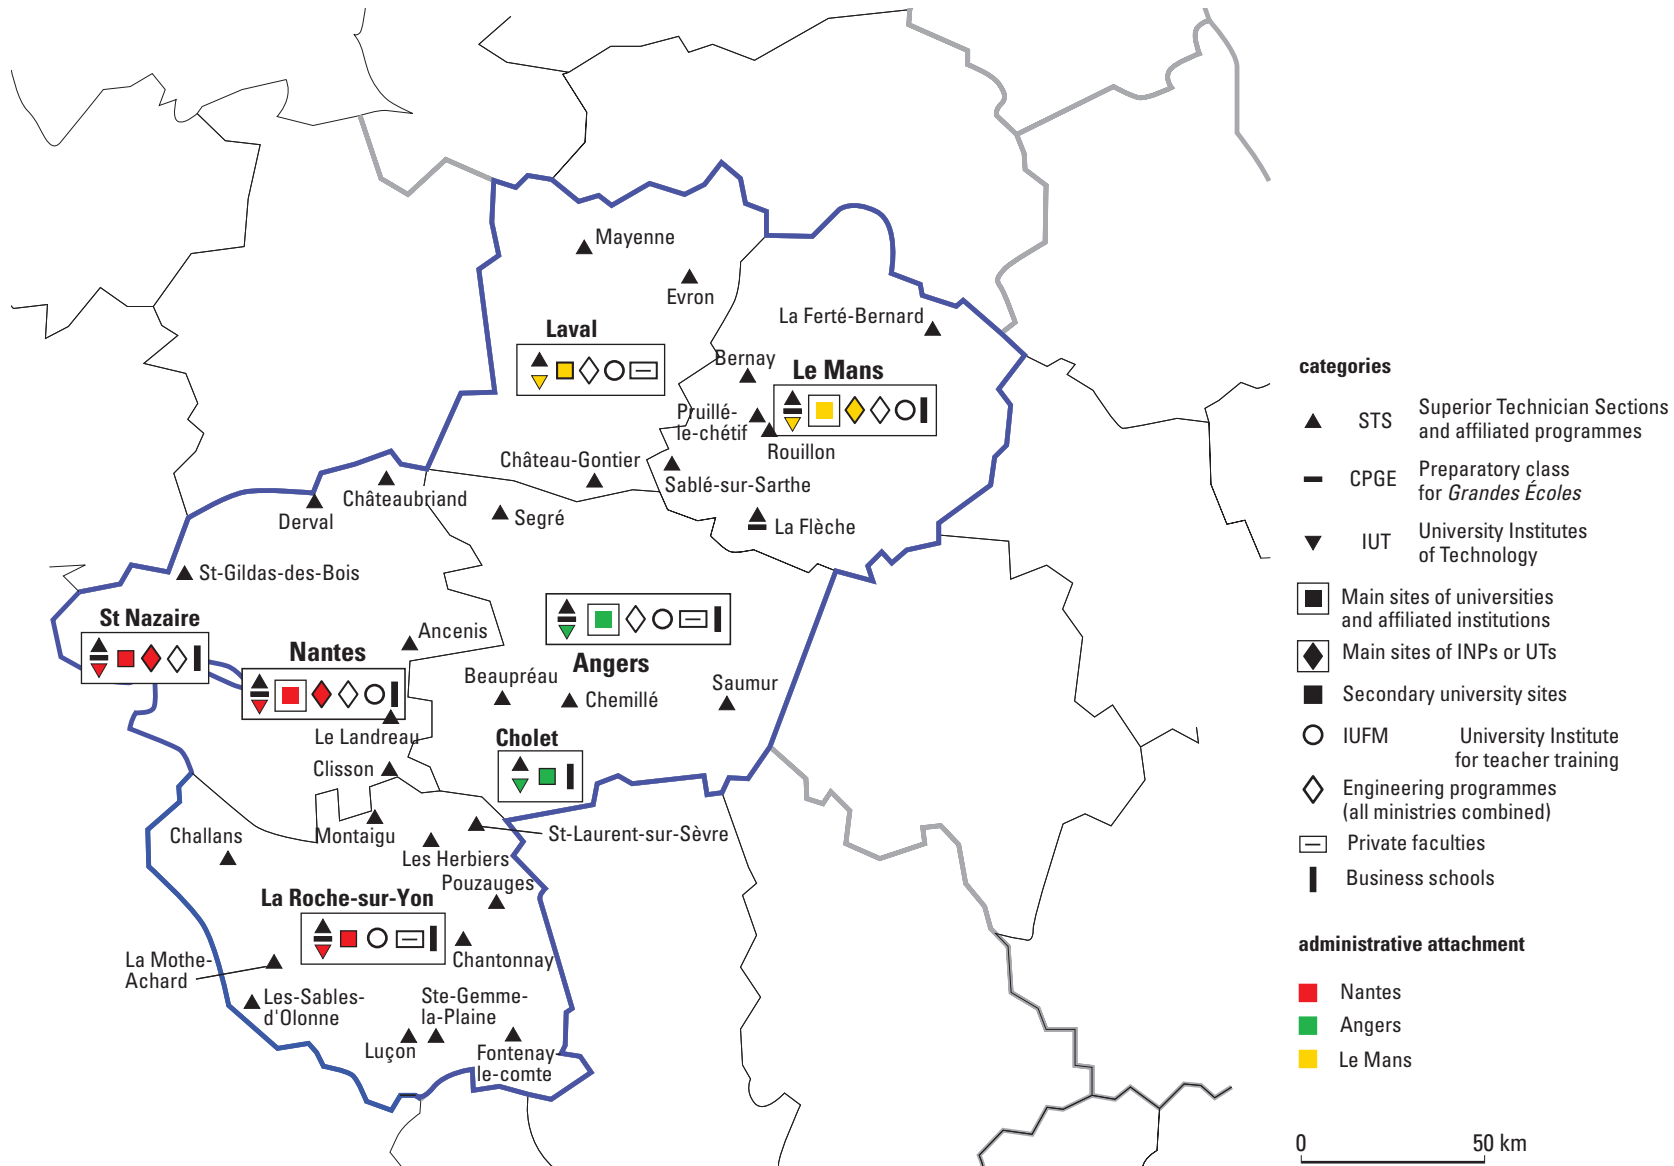 Mayenne
Evron
La Ferté-Bernard
Laval
Bernay
Le Mans
Pruillé-
le-chétif
Rouillon
Château-Gontier
Sablé-sur-Sarthe
Châteaubriand
Derval
Segré
La Flèche
St-Gildas-des-Bois
St Nazaire
Ancenis
Nantes
Angers
Beaupréau
Chemillé
Saumur
Le Landreau
Cholet
Clisson
Montaigu
St-Laurent-sur-Sèvre
Challans
Les Herbiers
Pouzauges
La Roche-sur-Yon
La Mothe-
Achard
Chantonnay
Les-Sables-
d'Olonne
Ste-Gemme-
la-Plaine
Luçon
Fontenay-
le-comte
categories
STS Superior Technician Sections
and affiliated programmes
CPGE Preparatory class
for Grandes Écoles
IUT University Institutes
of Technology
Main sites of universities
and affiliated institutions
Main sites of INPs or UTs
Secondary university sites
IUFM University Institute
for teacher training
Engineering programmes
(all ministries combined)
Private faculties
Business schools
administrative attachment
Nantes
Angers
Le Mans
0 50 km